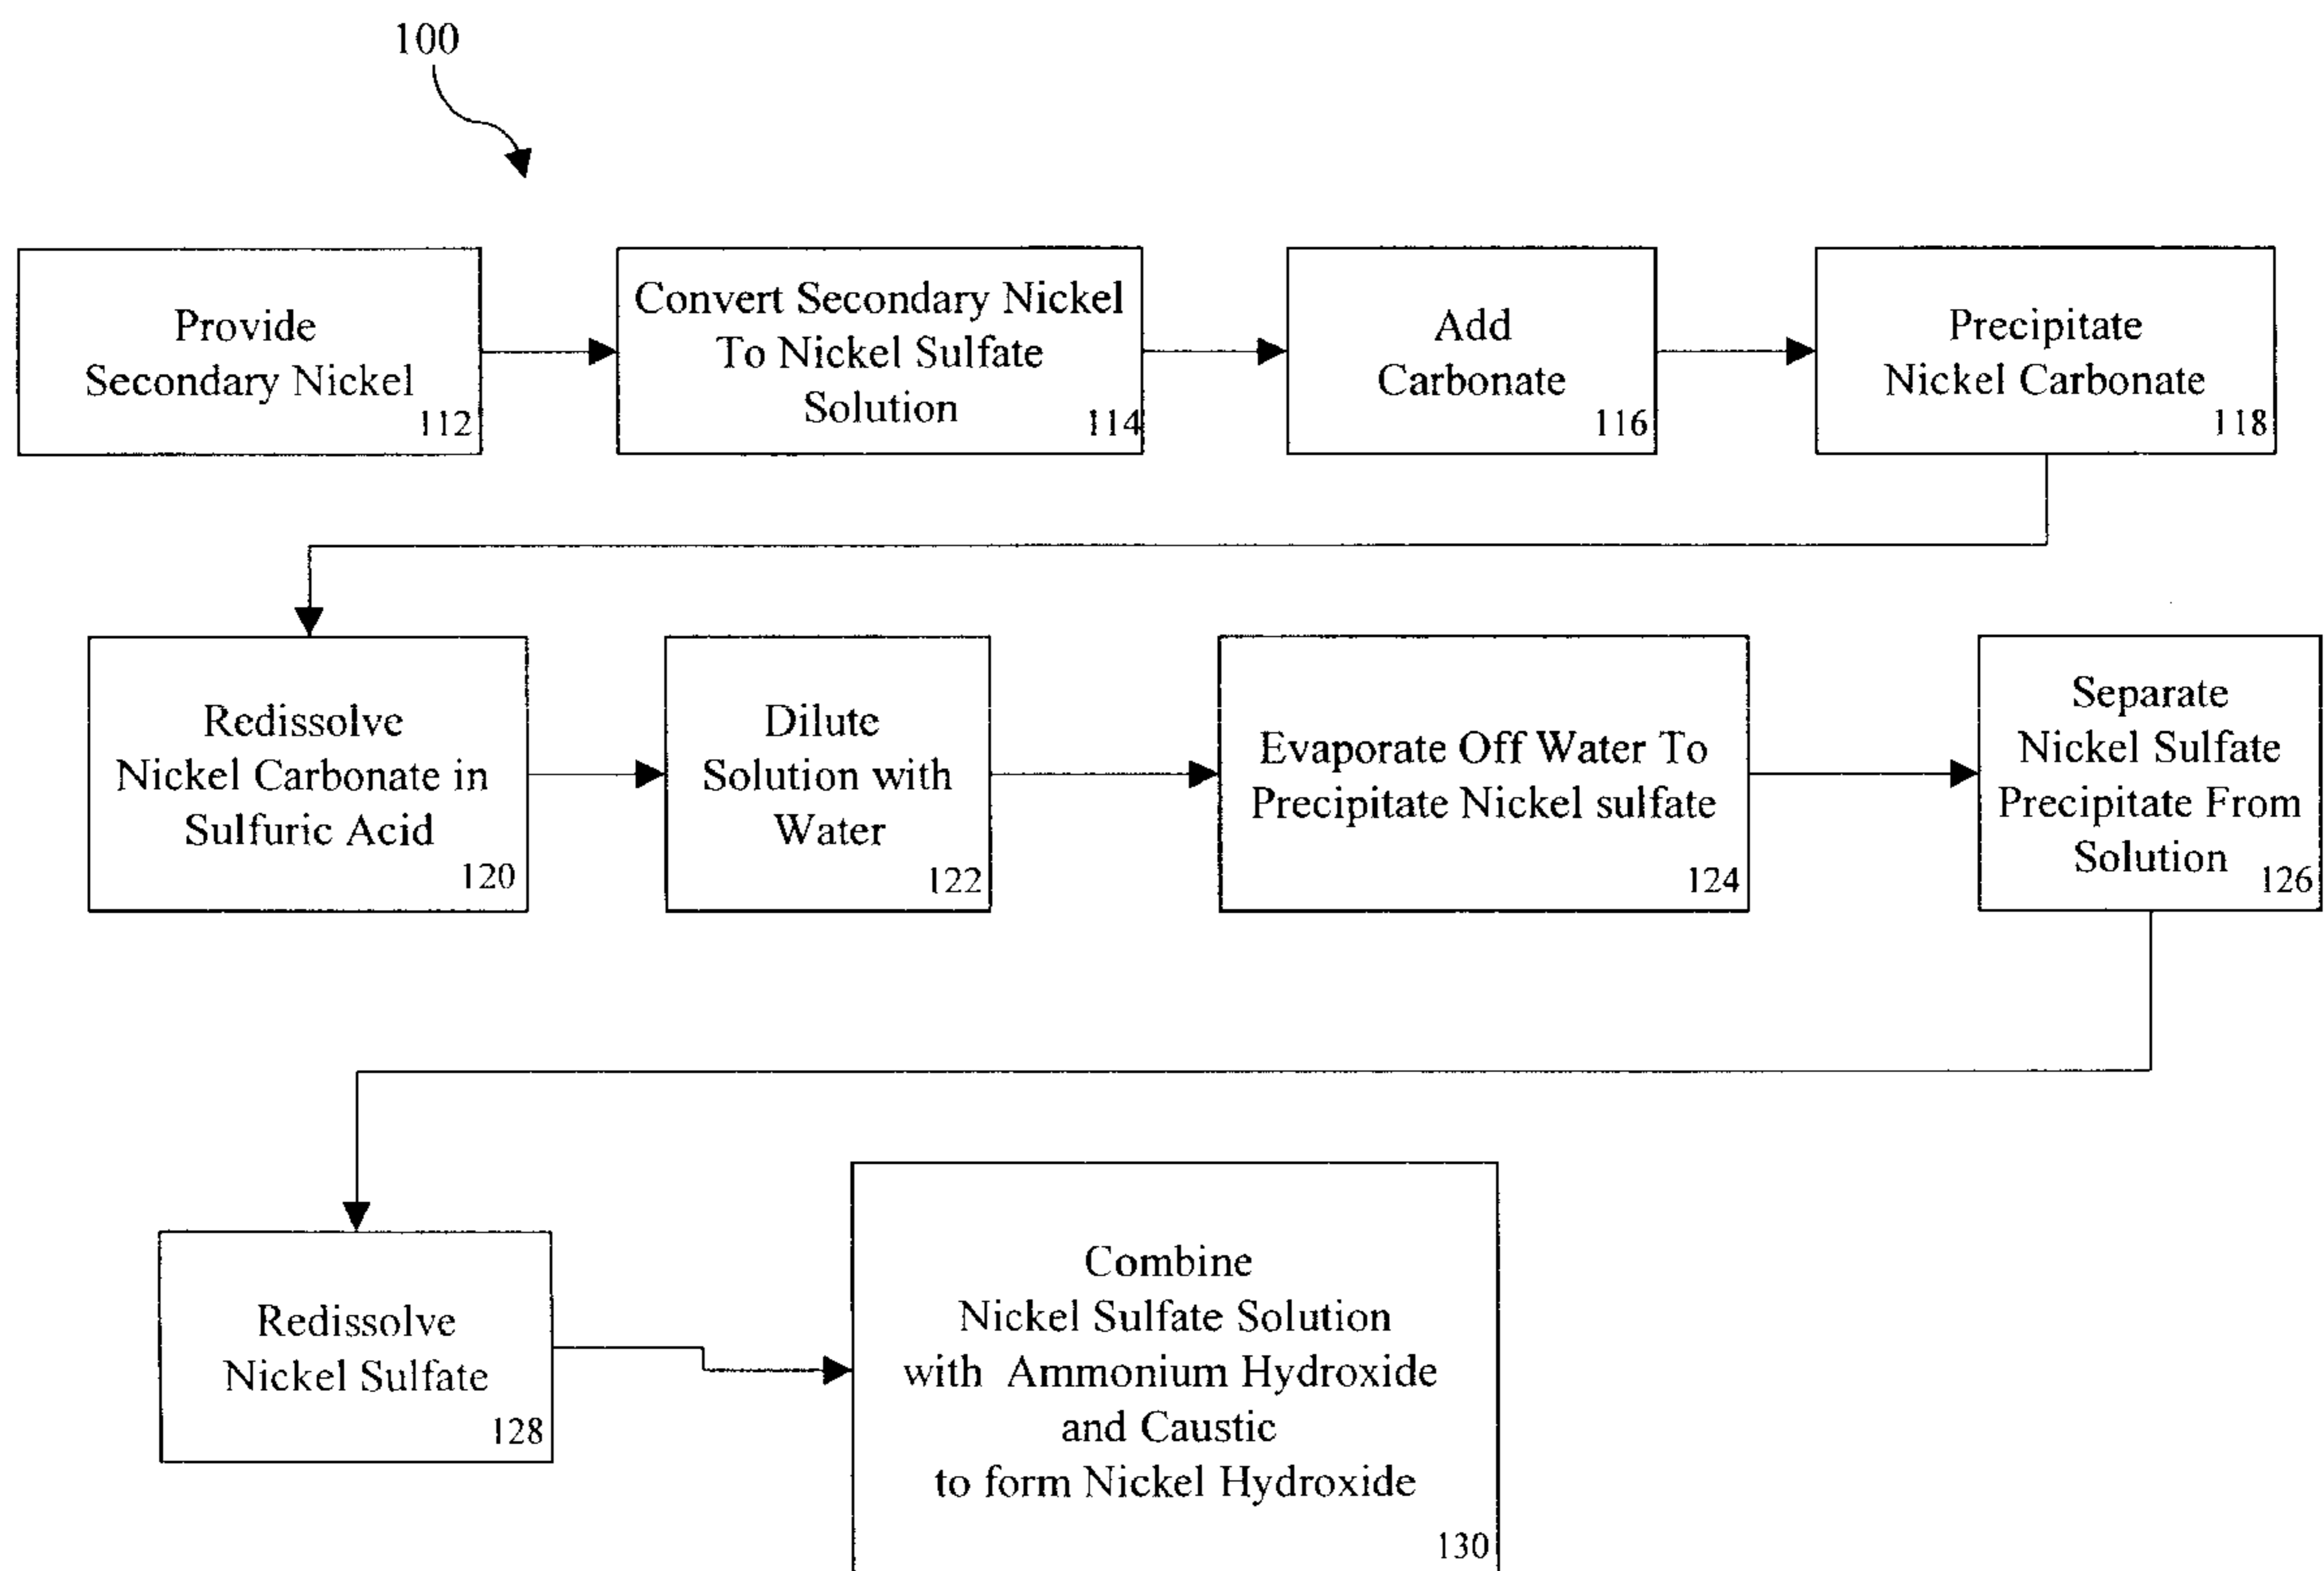 100
Provide
Secondary Nickel
112
Convert Secondary Nickel
To Nickel Sulfate
Solution
114
Add
Carbonate
116
Precipitate
Nickel Carbonate
118
Redissolve
Nickel Carbonate in
Sulfuric Acid
120
Dilute
Solution with
Water
122
Evaporate Off Water To
Precipitate Nickel sulfate
124
Separate
Nickel Sulfate
Precipitate From
Solution
126
Redissolve
Nickel Sulfate
128
Combine
Nickel Sulfate Solution
with Ammonium Hydroxide
and Caustic
to form Nickel Hydroxide
130